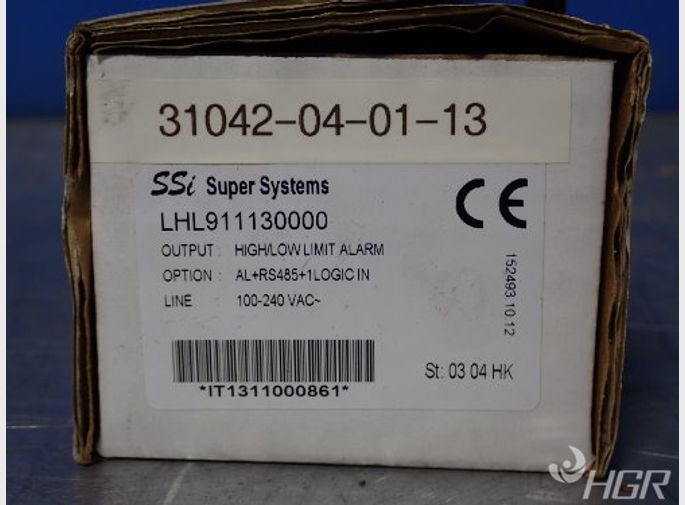 31042-04-01-13
SSi Super Systems
LHL911130000
OUTPUT : HIGH/LOW LIMIT ALARM
OPTION : AL+RS485+1LOGIC IN
LINE : 100-240 VAC~
CE
152493.10.12
*IT1311000861*
St: 03 04 HK
HGR